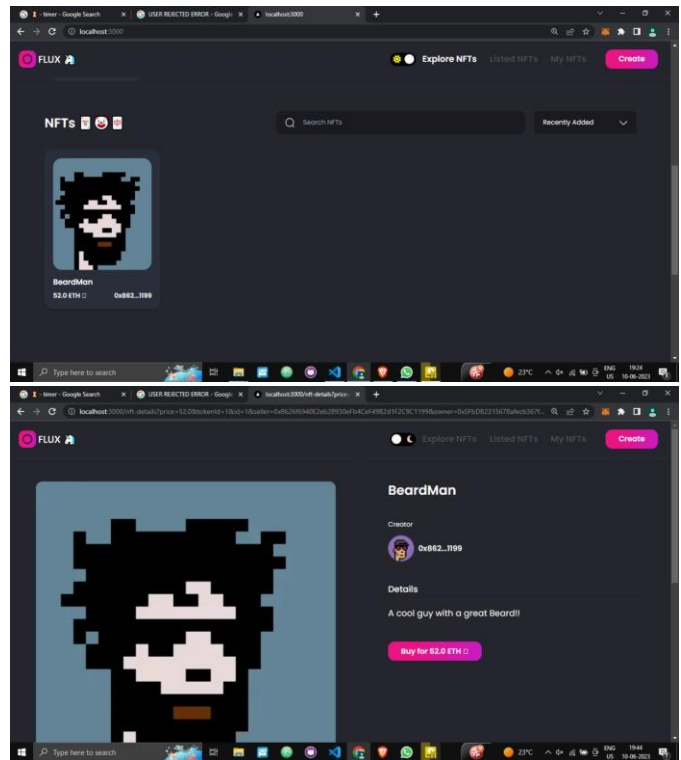 - timer - Google Search
USER REJECTED ERROR - Google
localhost:3000
localhost:3000
FLUX
Explore NFTs
Listed NFTs
My NFTs
Create
NFTs
Search NFTs
Recently Added
BeardMan
52.0 ETH
0x862...1199
Type here to search
23°C
ENG
US
19:24
10-06-2023
- timer - Google Search
USER REJECTED ERROR - Google
localhost:3000/nft-details?price=
FLUX
Explore NFTs
Listed NFTs
My NFTs
Create
BeardMan
Creator
0x862...1199
Details
A cool guy with a great Beard!!
Buy for 52.0 ETH
Type here to search
23°C
ENG
US
19:44
10-06-2023